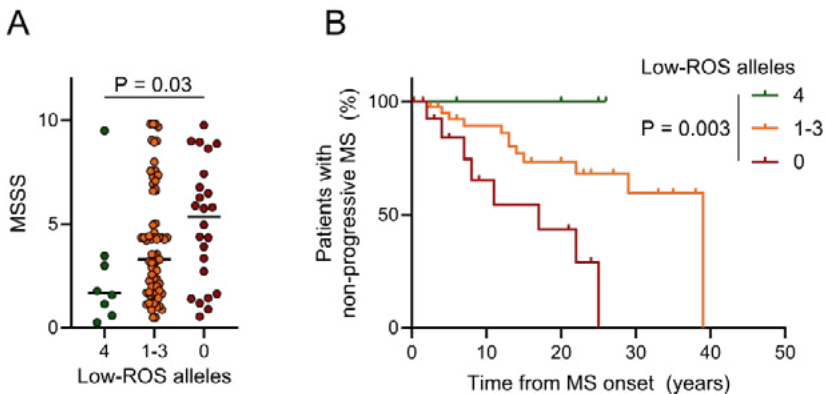 A
P = 0.03
10
5
0
MSSS
4 1-3 0
Low-ROS alleles
B
Low-ROS alleles
P = 0.003
4
1-3
0
100
50
0
Patients with
non-progressive MS (%)
0 10 20 30 40 50
Time from MS onset (years)